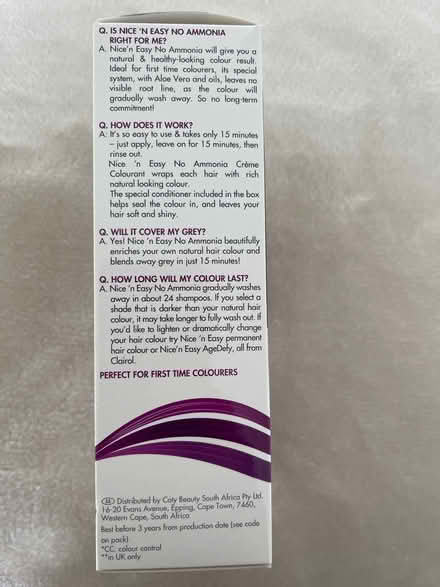 Q. IS NICE 'N EASY NO AMMONIA
RIGHT FOR ME?
A. Nice'n Easy No Ammonia will give you a
natural & healthy-looking colour result.
Ideal for first time colourers, its special
system, with Aloe Vera and oils, leaves no
visible root line, as the colour will
gradually wash away. So no long-term
commitment!
Q. HOW DOES IT WORK?
A. It's so easy to use & takes only 15 minutes
– just apply, leave on for 15 minutes, then
rinse out.
Nice 'n Easy No Ammonia Crème
Colourant wraps each hair with rich
natural looking colour.
The special conditioner included in the box
helps seal the colour in, and leaves your
hair soft and shiny.
Q. WILL IT COVER MY GREY?
A. Yes! Nice 'n Easy No Ammonia beautifully
enriches your own natural hair colour and
blends away grey in just 15 minutes!
Q. HOW LONG WILL MY COLOUR LAST?
A. Nice 'n Easy No Ammonia gradually washes
away in about 24 shampoos. If you select a
shade that is darker than your natural hair
colour, it may take longer to fully wash out. If
you'd like to lighten or dramatically change
your hair colour try Nice 'n Easy permanent
hair colour or Nice'n Easy AgeDefy, all from
Clairol.
PERFECT FOR FIRST TIME COLOURERS
Distributed by Coty Beauty South Africa Pty Ltd.
16-20 Evans Avenue, Epping, Cape Town, 7460,
Western Cape, South Africa
Best before 3 years from production date (see code
on pack)
*CC: colour control
**in UK only